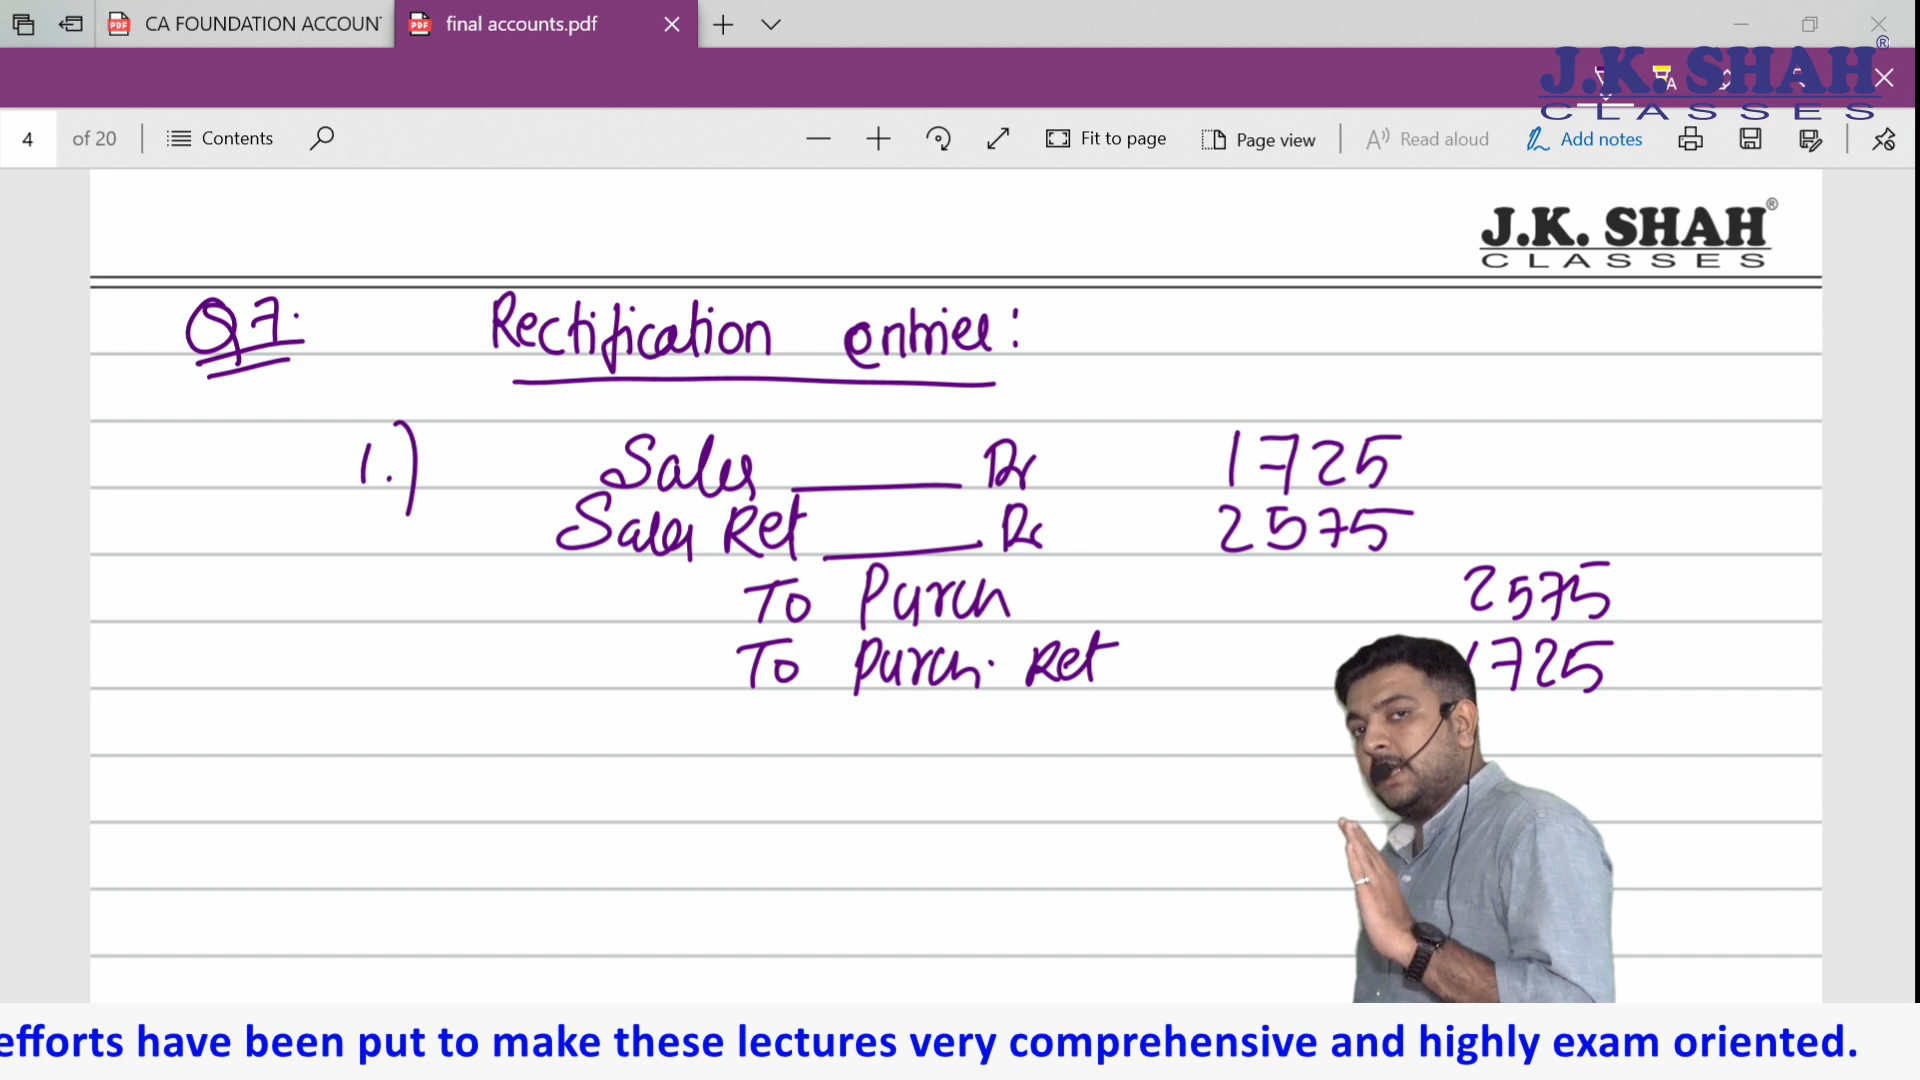 CA FOUNDATION ACCOUN
final accounts.pdf
J.K. SHAH®
CLASSES
4 of 20 Contents Fit to page Page view Read aloud Add notes
J.K. SHAH®
CLASSES
Q7. Rectification entries:
1.) Sales Dr 1725
Sales Ret Dr 2575
To Purch 2575
To Purch. Ret 1725
efforts have been put to make these lectures very comprehensive and highly exam oriented.